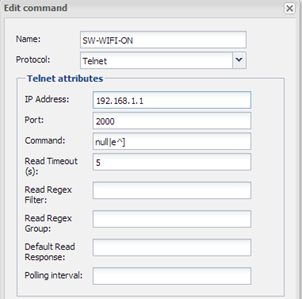 Edit command
Name: SW-WIFI-ON
Protocol: Telnet
Telnet attributes
IP Address: 192.168.1.1
Port: 2000
Command: null|e^]
Read Timeout
(s): 5
Read Regex
Filter:
Read Regex
Group:
Default Read
Response:
Polling interval: